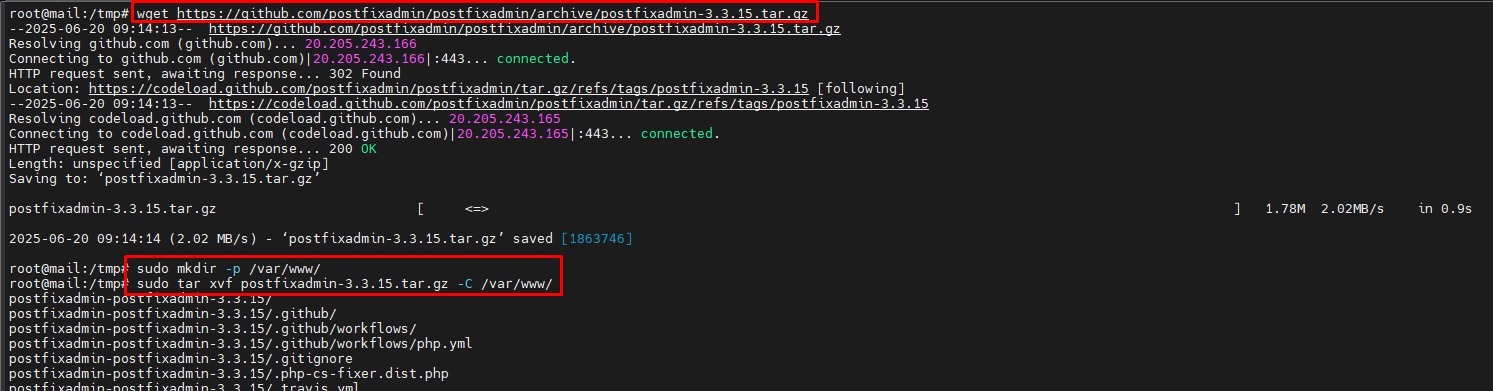 root@mail:/tmp# wget https://github.com/postfixadmin/postfixadmin/archive/postfixadmin-3.3.15.tar.gz
--2025-06-20 09:14:13--  https://github.com/postfixadmin/postfixadmin/archive/postfixadmin-3.3.15.tar.gz
Resolving github.com (github.com)... 20.205.243.166
Connecting to github.com (github.com)|20.205.243.166|:443... connected.
HTTP request sent, awaiting response... 302 Found
Location: https://codeload.github.com/postfixadmin/postfixadmin/tar.gz/refs/tags/postfixadmin-3.3.15 [following]
--2025-06-20 09:14:13--  https://codeload.github.com/postfixadmin/postfixadmin/tar.gz/refs/tags/postfixadmin-3.3.15
Resolving codeload.github.com (codeload.github.com)... 20.205.243.165
Connecting to codeload.github.com (codeload.github.com)|20.205.243.165|:443... connected.
HTTP request sent, awaiting response... 200 OK
Length: unspecified [application/x-gzip]
Saving to: ‘postfixadmin-3.3.15.tar.gz’
postfixadmin-3.3.15.tar.gz [ <=> ] 1.78M 2.02MB/s in 0.9s
2025-06-20 09:14:14 (2.02 MB/s) - ‘postfixadmin-3.3.15.tar.gz’ saved [1863746]
root@mail:/tmp# sudo mkdir -p /var/www/
root@mail:/tmp# sudo tar xvf postfixadmin-3.3.15.tar.gz -C /var/www/
postfixadmin-postfixadmin-3.3.15/
postfixadmin-postfixadmin-3.3.15/.github/
postfixadmin-postfixadmin-3.3.15/.github/workflows/
postfixadmin-postfixadmin-3.3.15/.github/workflows/php.yml
postfixadmin-postfixadmin-3.3.15/.gitignore
postfixadmin-postfixadmin-3.3.15/.php-cs-fixer.dist.php
postfixadmin-postfixadmin-3.3.15/.travis.yml